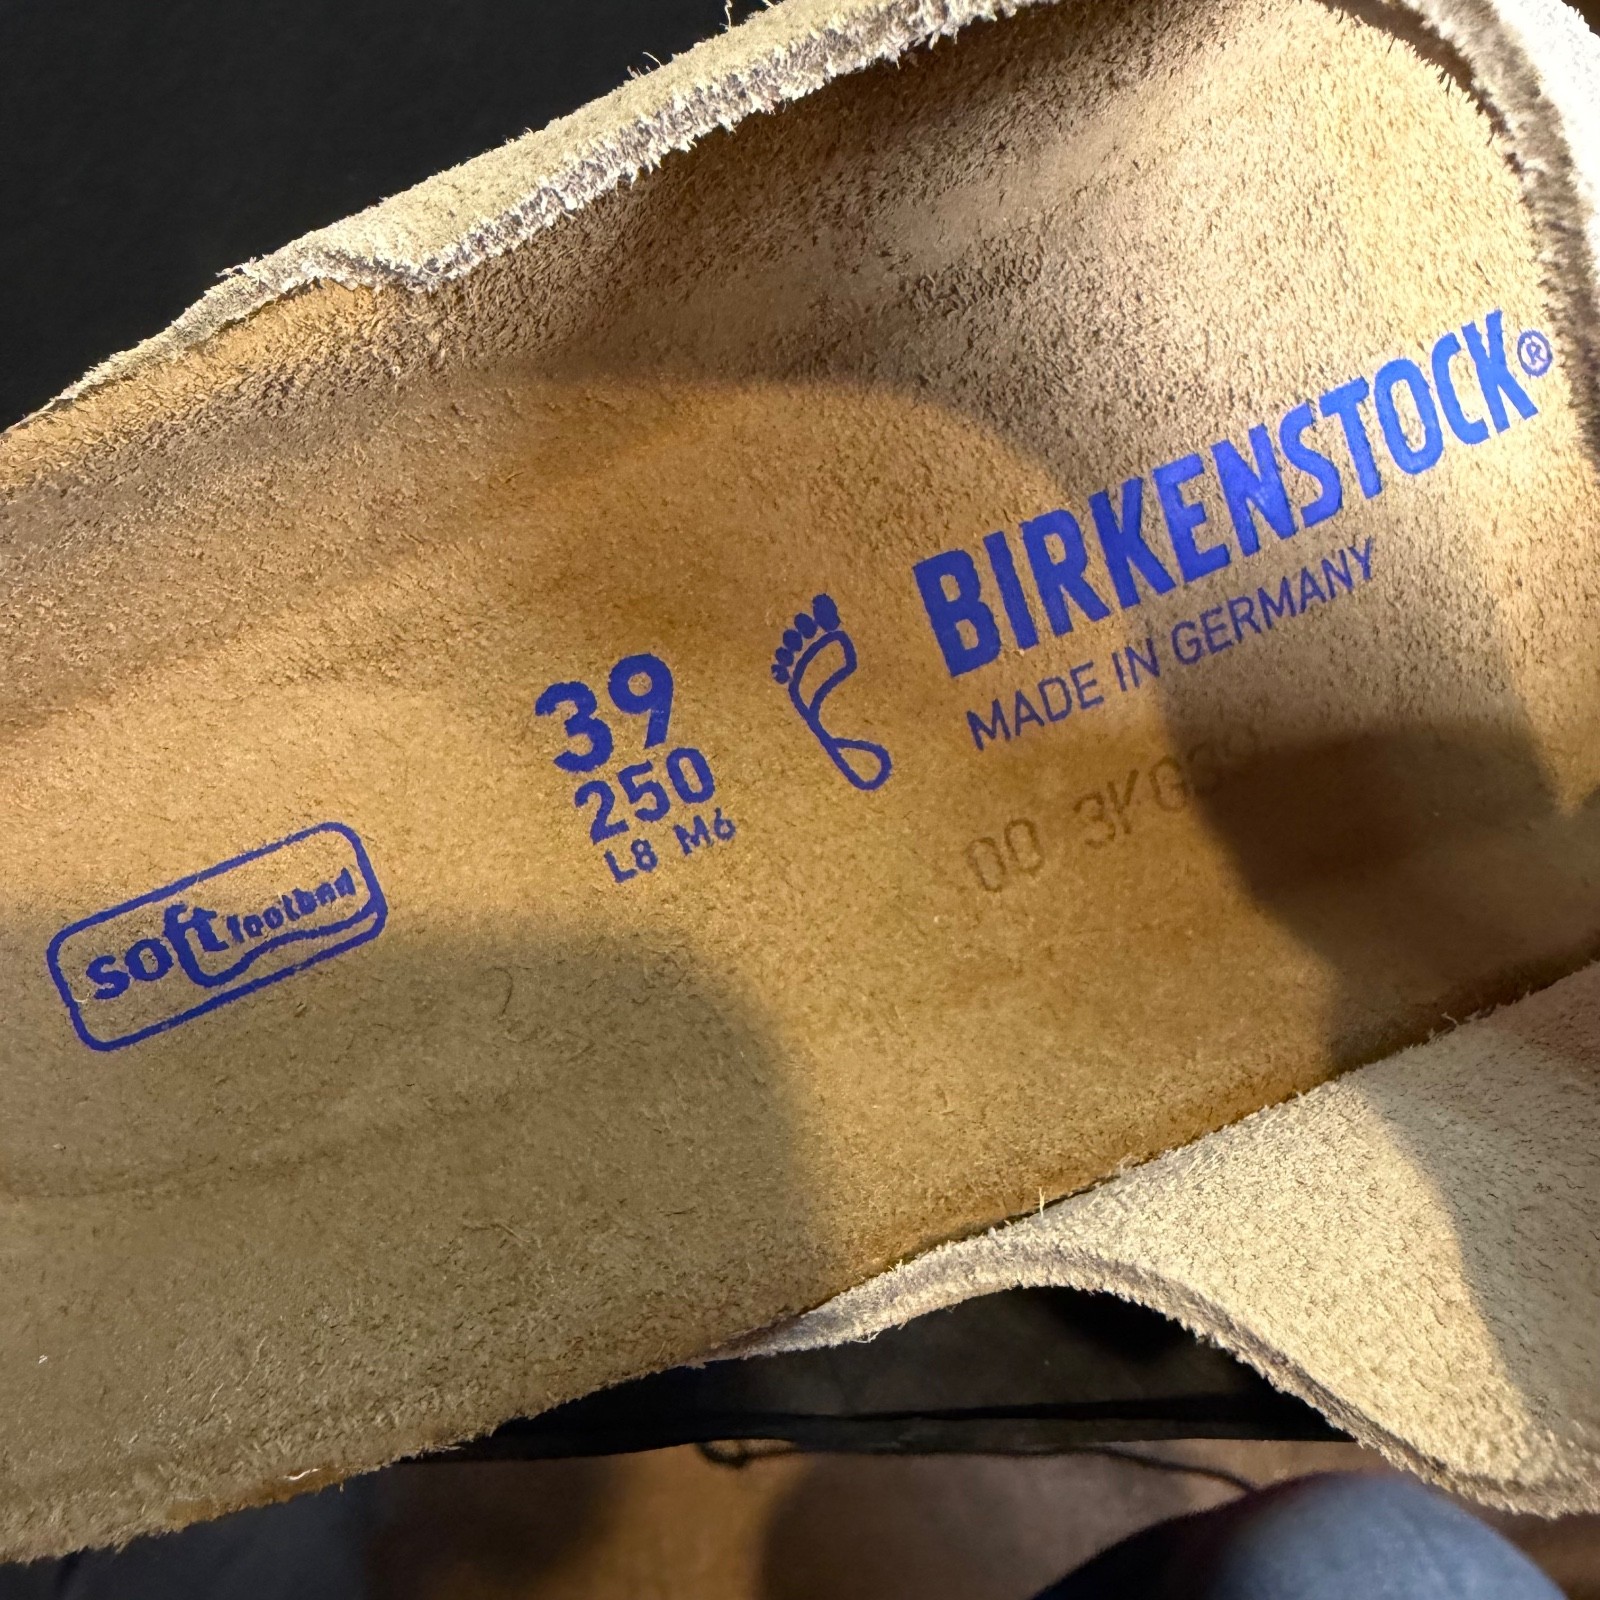 BIRKENSTOCK®
MADE IN GERMANY
39
250
L8 M6
soft footbed